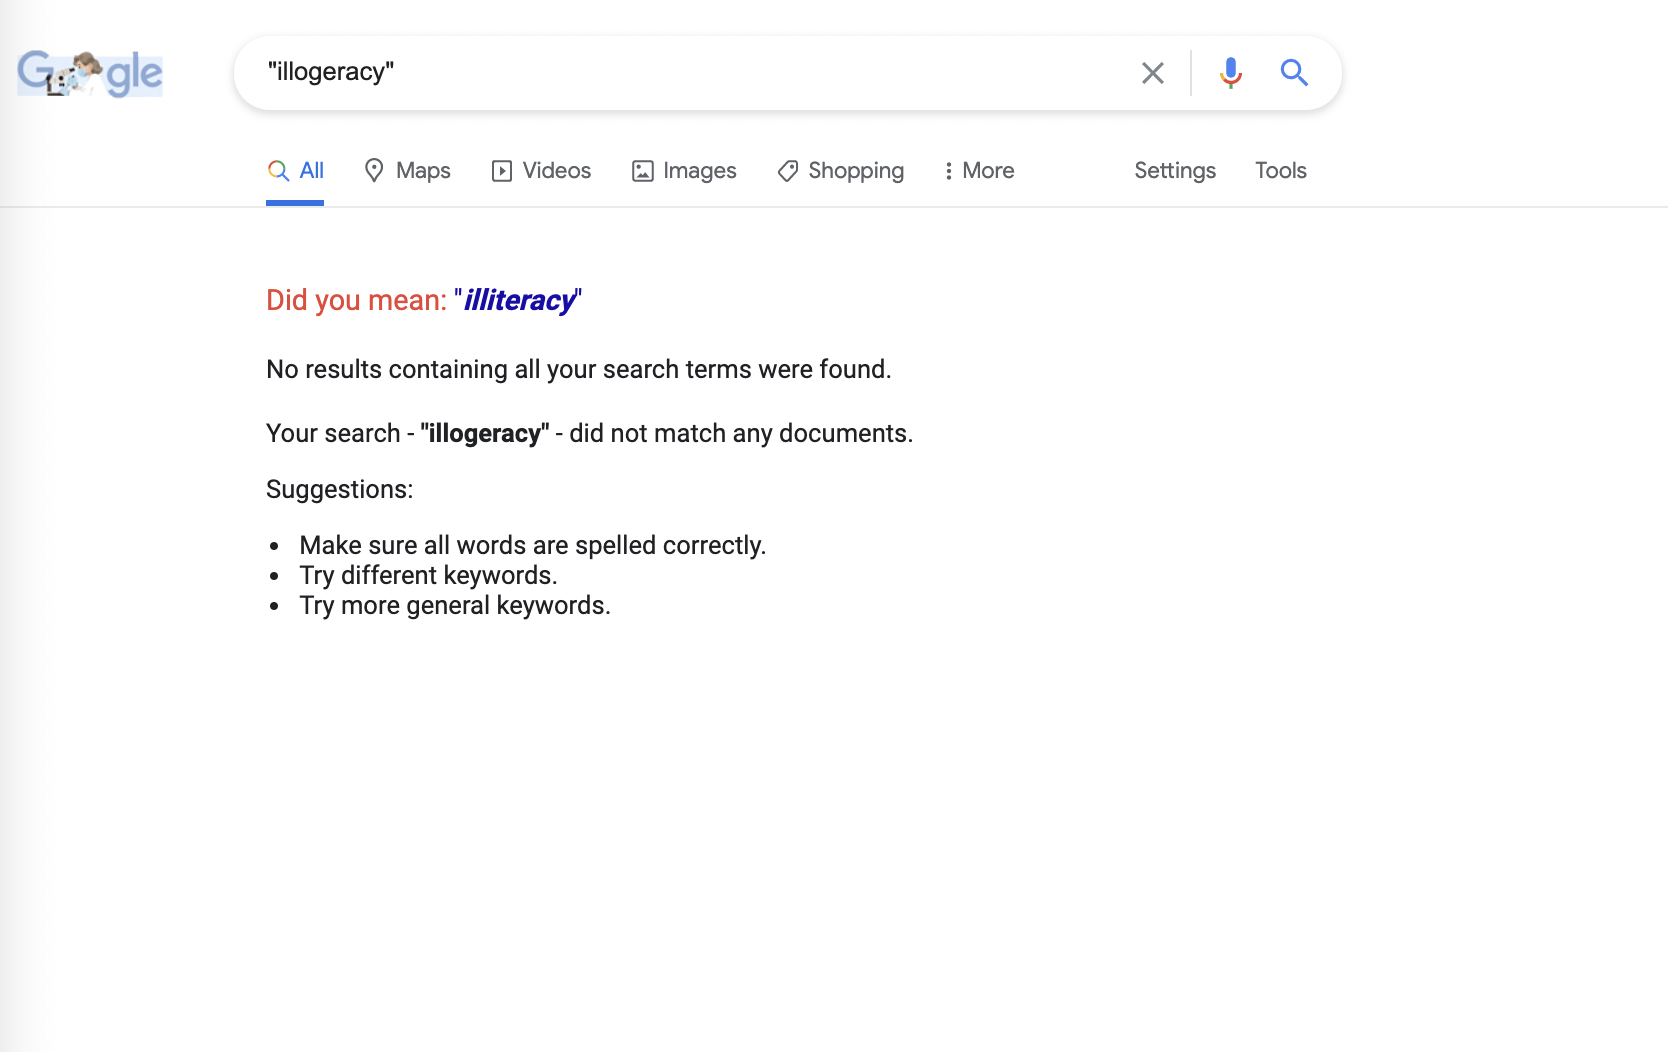 Google
"illogeracy"
All Maps Videos Images Shopping More Settings Tools
Did you mean: "illiteracy"
No results containing all your search terms were found.
Your search - "illogeracy" - did not match any documents.
Suggestions:
• Make sure all words are spelled correctly.
• Try different keywords.
• Try more general keywords.